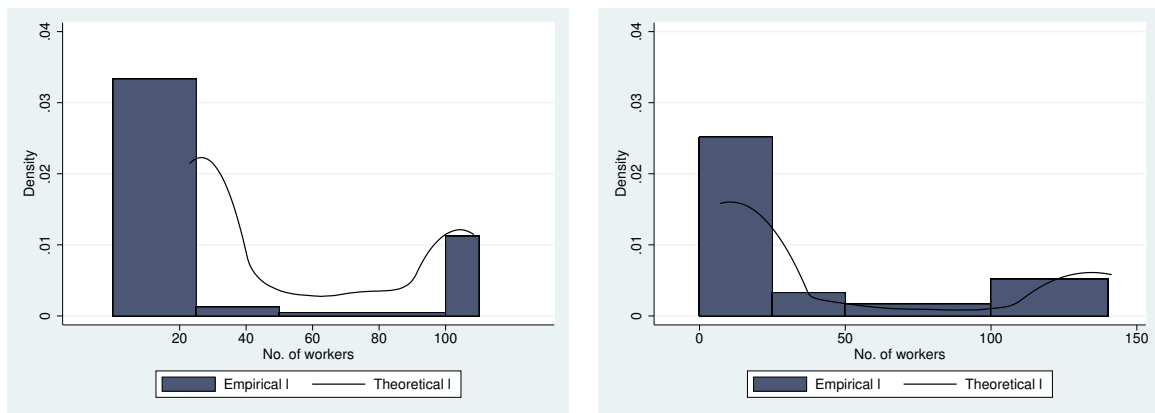 .04
.03
.02
.01
0
Density
20 40 60 80 100
No. of workers
Empirical l Theoretical l
.04
.03
.02
.01
0
Density
0 50 100 150
No. of workers
Empirical l Theoretical l